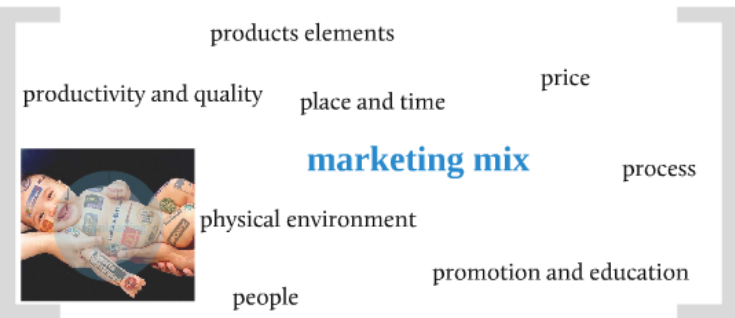 products elements
price
productivity and quality
place and time
marketing mix
process
physical environment
promotion and education
people